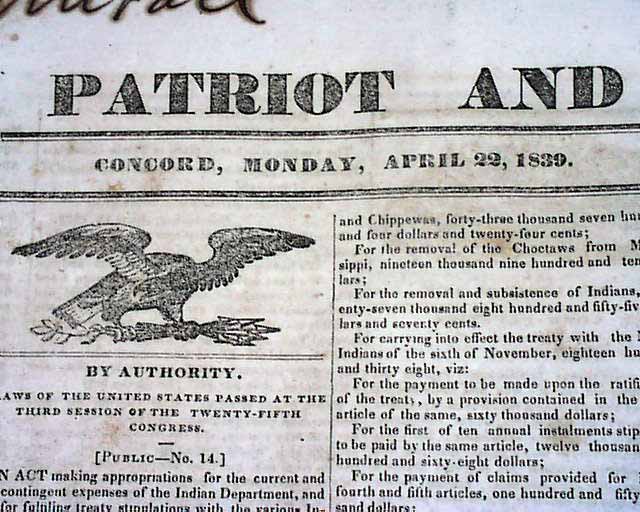 PATRIOT AND
CONCORD, MONDAY, APRIL 22, 1839.
BY AUTHORITY.
LAWS OF THE UNITED STATES PASSED AT THE
THIRD SESSION OF THE TWENTY-FIFTH
CONGRESS.
[PUBLIC—No. 14.]
AN ACT making appropriations for the current and
contingent expenses of the Indian Department, and
for fulfiling treaty stipulations with the various In-
and Chippewas, forty-three thousand seven hun
and four dollars and twenty-four cents;
For the removal of the Choctaws from M
sippi, nineteen thousand nine hundred and ten
lars;
For the removal and subsistence of Indians,
enty-seven thousand eight hundred and fifty-fiv
lars and seventy cents.
For carrying into effect the treaty with the
Indians of the sixth of November, eighteen hu
and thirty eight, viz:
For the payment to be made upon the ratif
of the treaty, by a provision contained in the
article of the same, sixty thousand dollars;
For the first of ten annual instalments stip
to be paid by the same article, twelve thousan
hundred and sixty-eight dollars;
For the payment of claims provided for
fourth and fifth articles, one hundred and fifty
sand dollars;